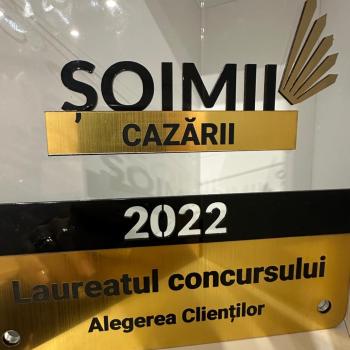 ȘOIMII
CAZĂRII
2022
Laureatul concursului
Alegerea Clienților